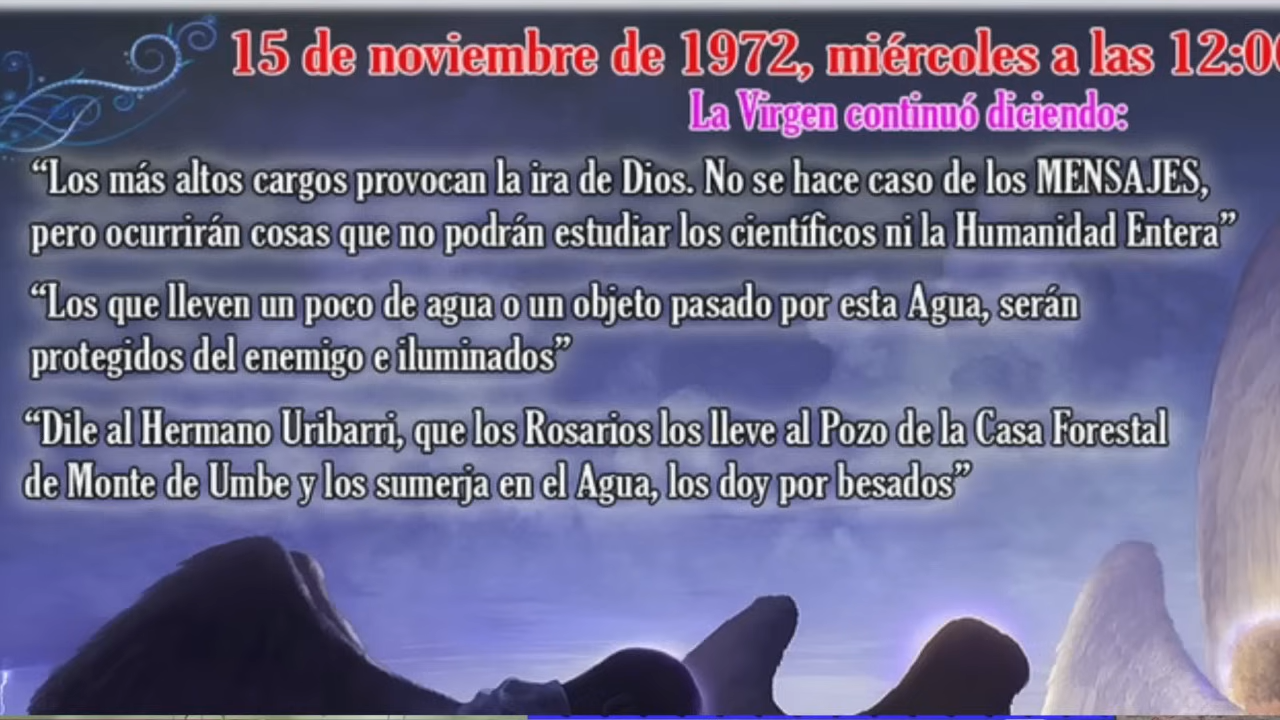 15 de noviembre de 1972, miércoles a las 12:0
La Virgen continuó diciendo:
“Los más altos cargos provocan la ira de Dios. No se hace caso de los MENSAJES,
pero ocurrirán cosas que no podrán estudiar los científicos ni la Humanidad Entera”
“Los que lleven un poco de agua o un objeto pasado por esta Agua, serán
protegidos del enemigo e iluminados”
“Dile al Hermano Uribarri, que los Rosarios los lleve al Pozo de la Casa Forestal
de Monte de Umbe y los sumerja en el Agua, los doy por besados”